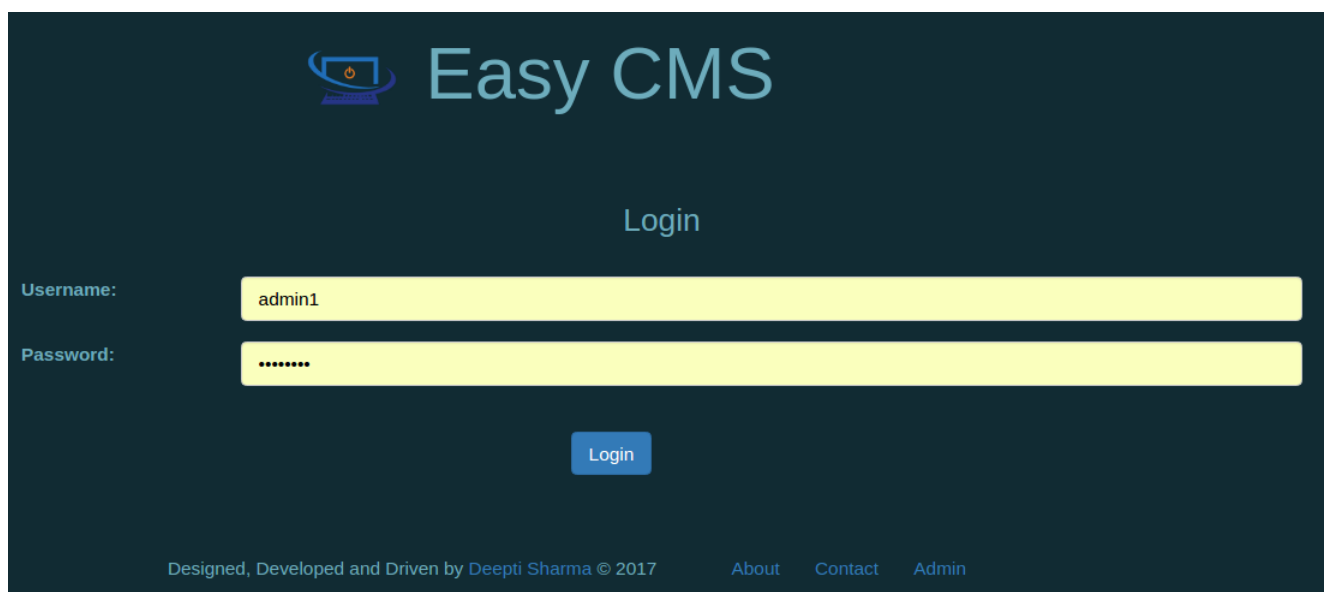 Easy CMS
Login
Username:
admin1
Password:
••••••••
Login
Designed, Developed and Driven by Deepti Sharma © 2017 About Contact Admin